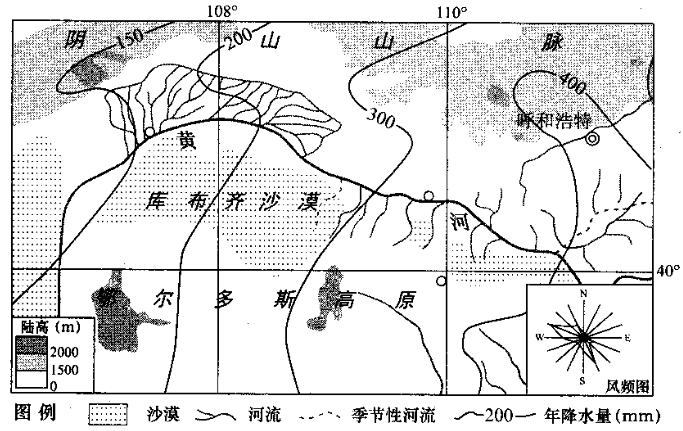 108° 110°
阴 山 山 脉
150 200 300 400
呼和浩特
黄 河
库布齐沙漠
40°
鄂尔多斯高原
陆高 (m)
2000
1500
0
N
W E
S
风频图
图例 沙漠 河流 季节性河流 200 年降水量(mm)